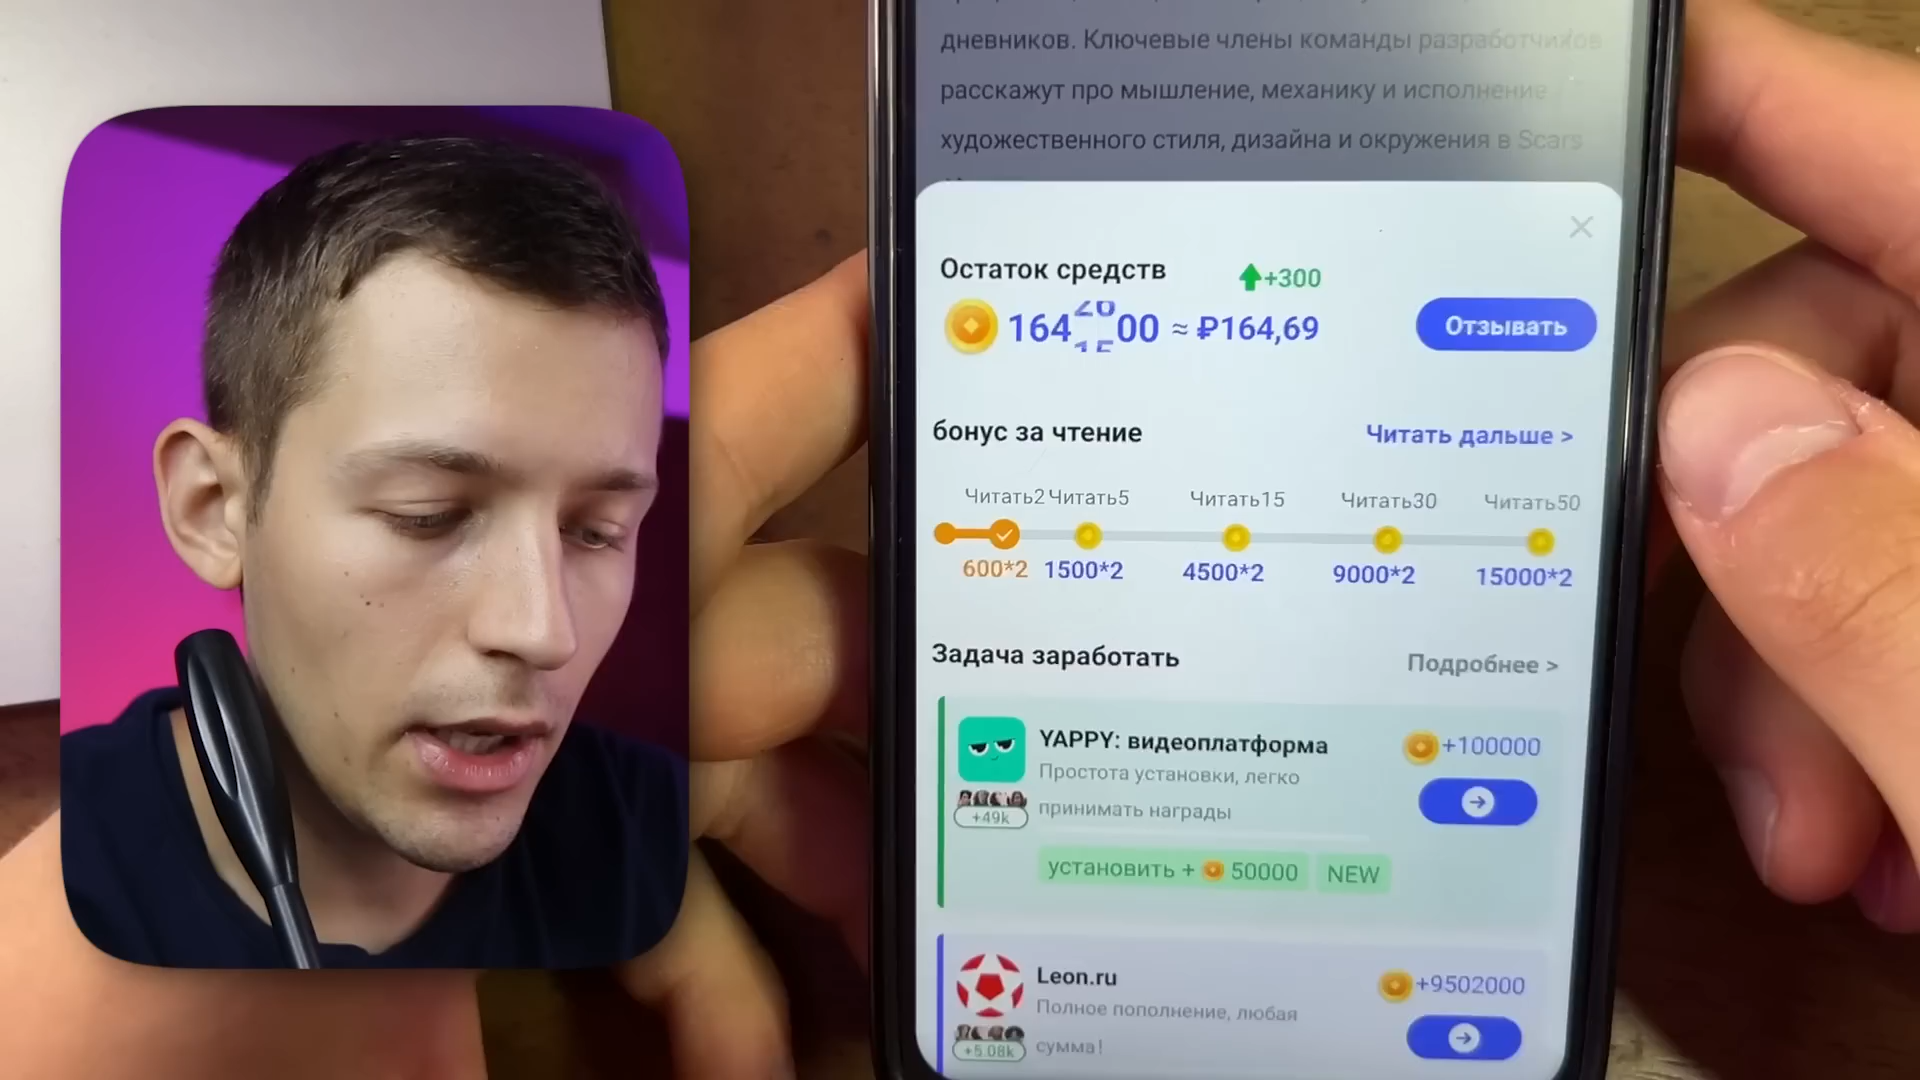 дневников. Ключевые члены команды разработчиков
расскажут про мышление, механику и исполнение
художественного стиля, дизайна и окружения в Scars
Остаток средств
+300
164 00 ≈ ₽164,69
Отзывать
бонус за чтение
Читать дальше >
Читать2 Читать5 Читать15 Читать30 Читать50
600*2 1500*2 4500*2 9000*2 15000*2
Задача заработать
Подробнее >
YAPPY: видеоплатформа
+100000
Простота установки, легко
принимать награды
+49k
установить + 50000
NEW
Leon.ru
+9502000
Полное пополнение, любая
сумма!
+5.08k